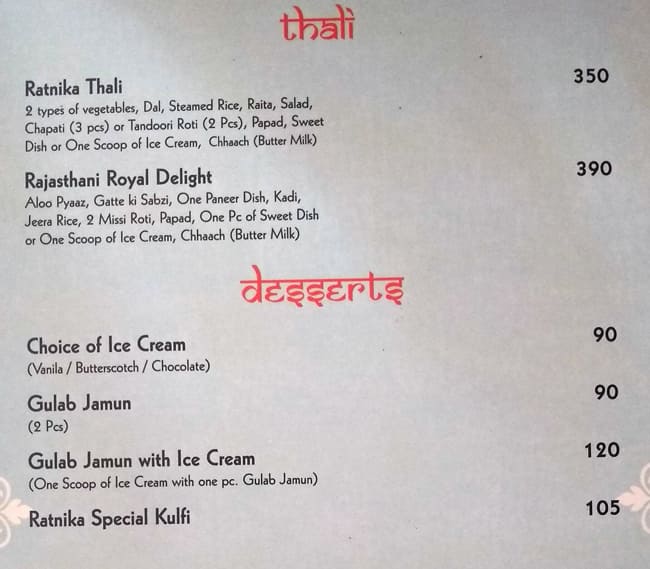 Thali
Ratnika Thali 350
2 types of vegetables, Dal, Steamed Rice, Raita, Salad,
Chapati (3 pcs) or Tandoori Roti (2 Pcs), Papad, Sweet
Dish or One Scoop of Ice Cream, Chhaach (Butter Milk)
Rajasthani Royal Delight 390
Aloo Pyaaz, Gatte ki Sabzi, One Paneer Dish, Kadi,
Jeera Rice, 2 Missi Roti, Papad, One Pc of Sweet Dish
or One Scoop of Ice Cream, Chhaach (Butter Milk)
Desserts
Choice of Ice Cream 90
(Vanila / Butterscotch / Chocolate)
Gulab Jamun 90
(2 Pcs)
Gulab Jamun with Ice Cream 120
(One Scoop of Ice Cream with one pc. Gulab Jamun)
Ratnika Special Kulfi 105